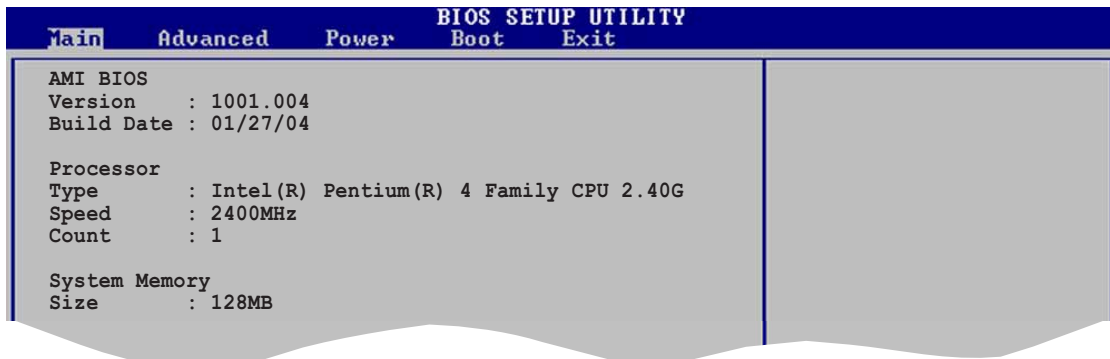 BIOS SETUP UTILITY
Main Advanced Power Boot Exit
AMI BIOS
Version : 1001.004
Build Date : 01/27/04
Processor
Type : Intel(R) Pentium(R) 4 Family CPU 2.40G
Speed : 2400MHz
Count : 1
System Memory
Size : 128MB